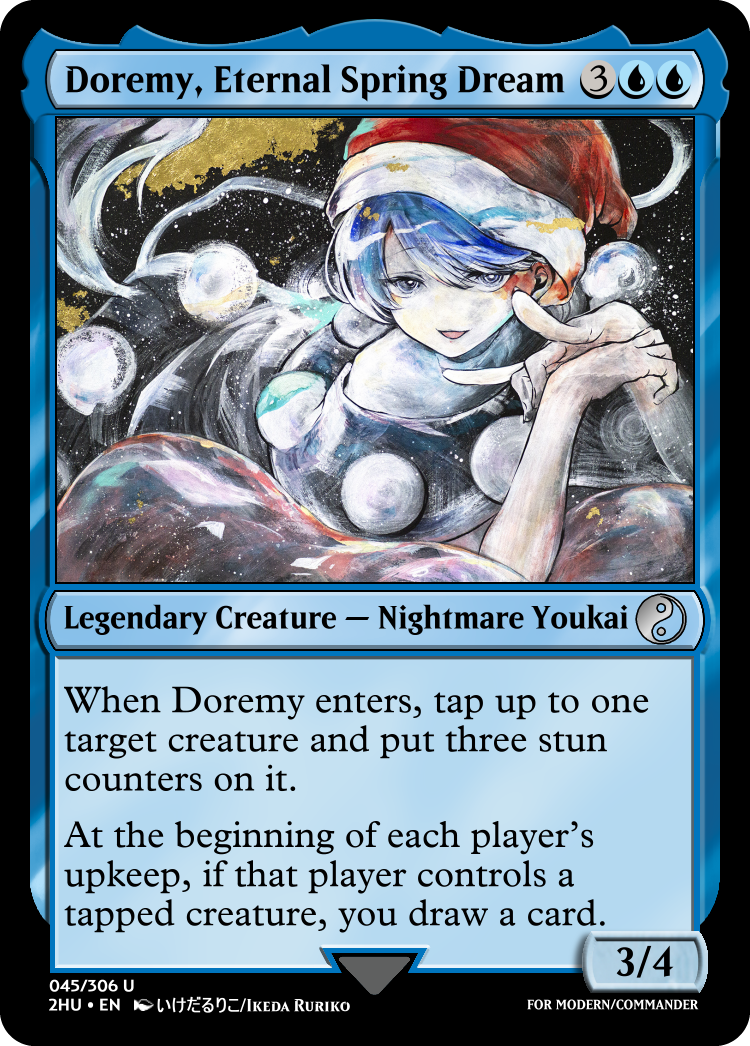 Doremy, Eternal Spring Dream 3
Legendary Creature — Nightmare Youkai
When Doremy enters, tap up to one
target creature and put three stun
counters on it.
At the beginning of each player's
upkeep, if that player controls a
tapped creature, you draw a card.
3/4
045/306 U
2HU • EN いけだるりこ/Ikeda Ruriko
FOR MODERN/COMMANDER